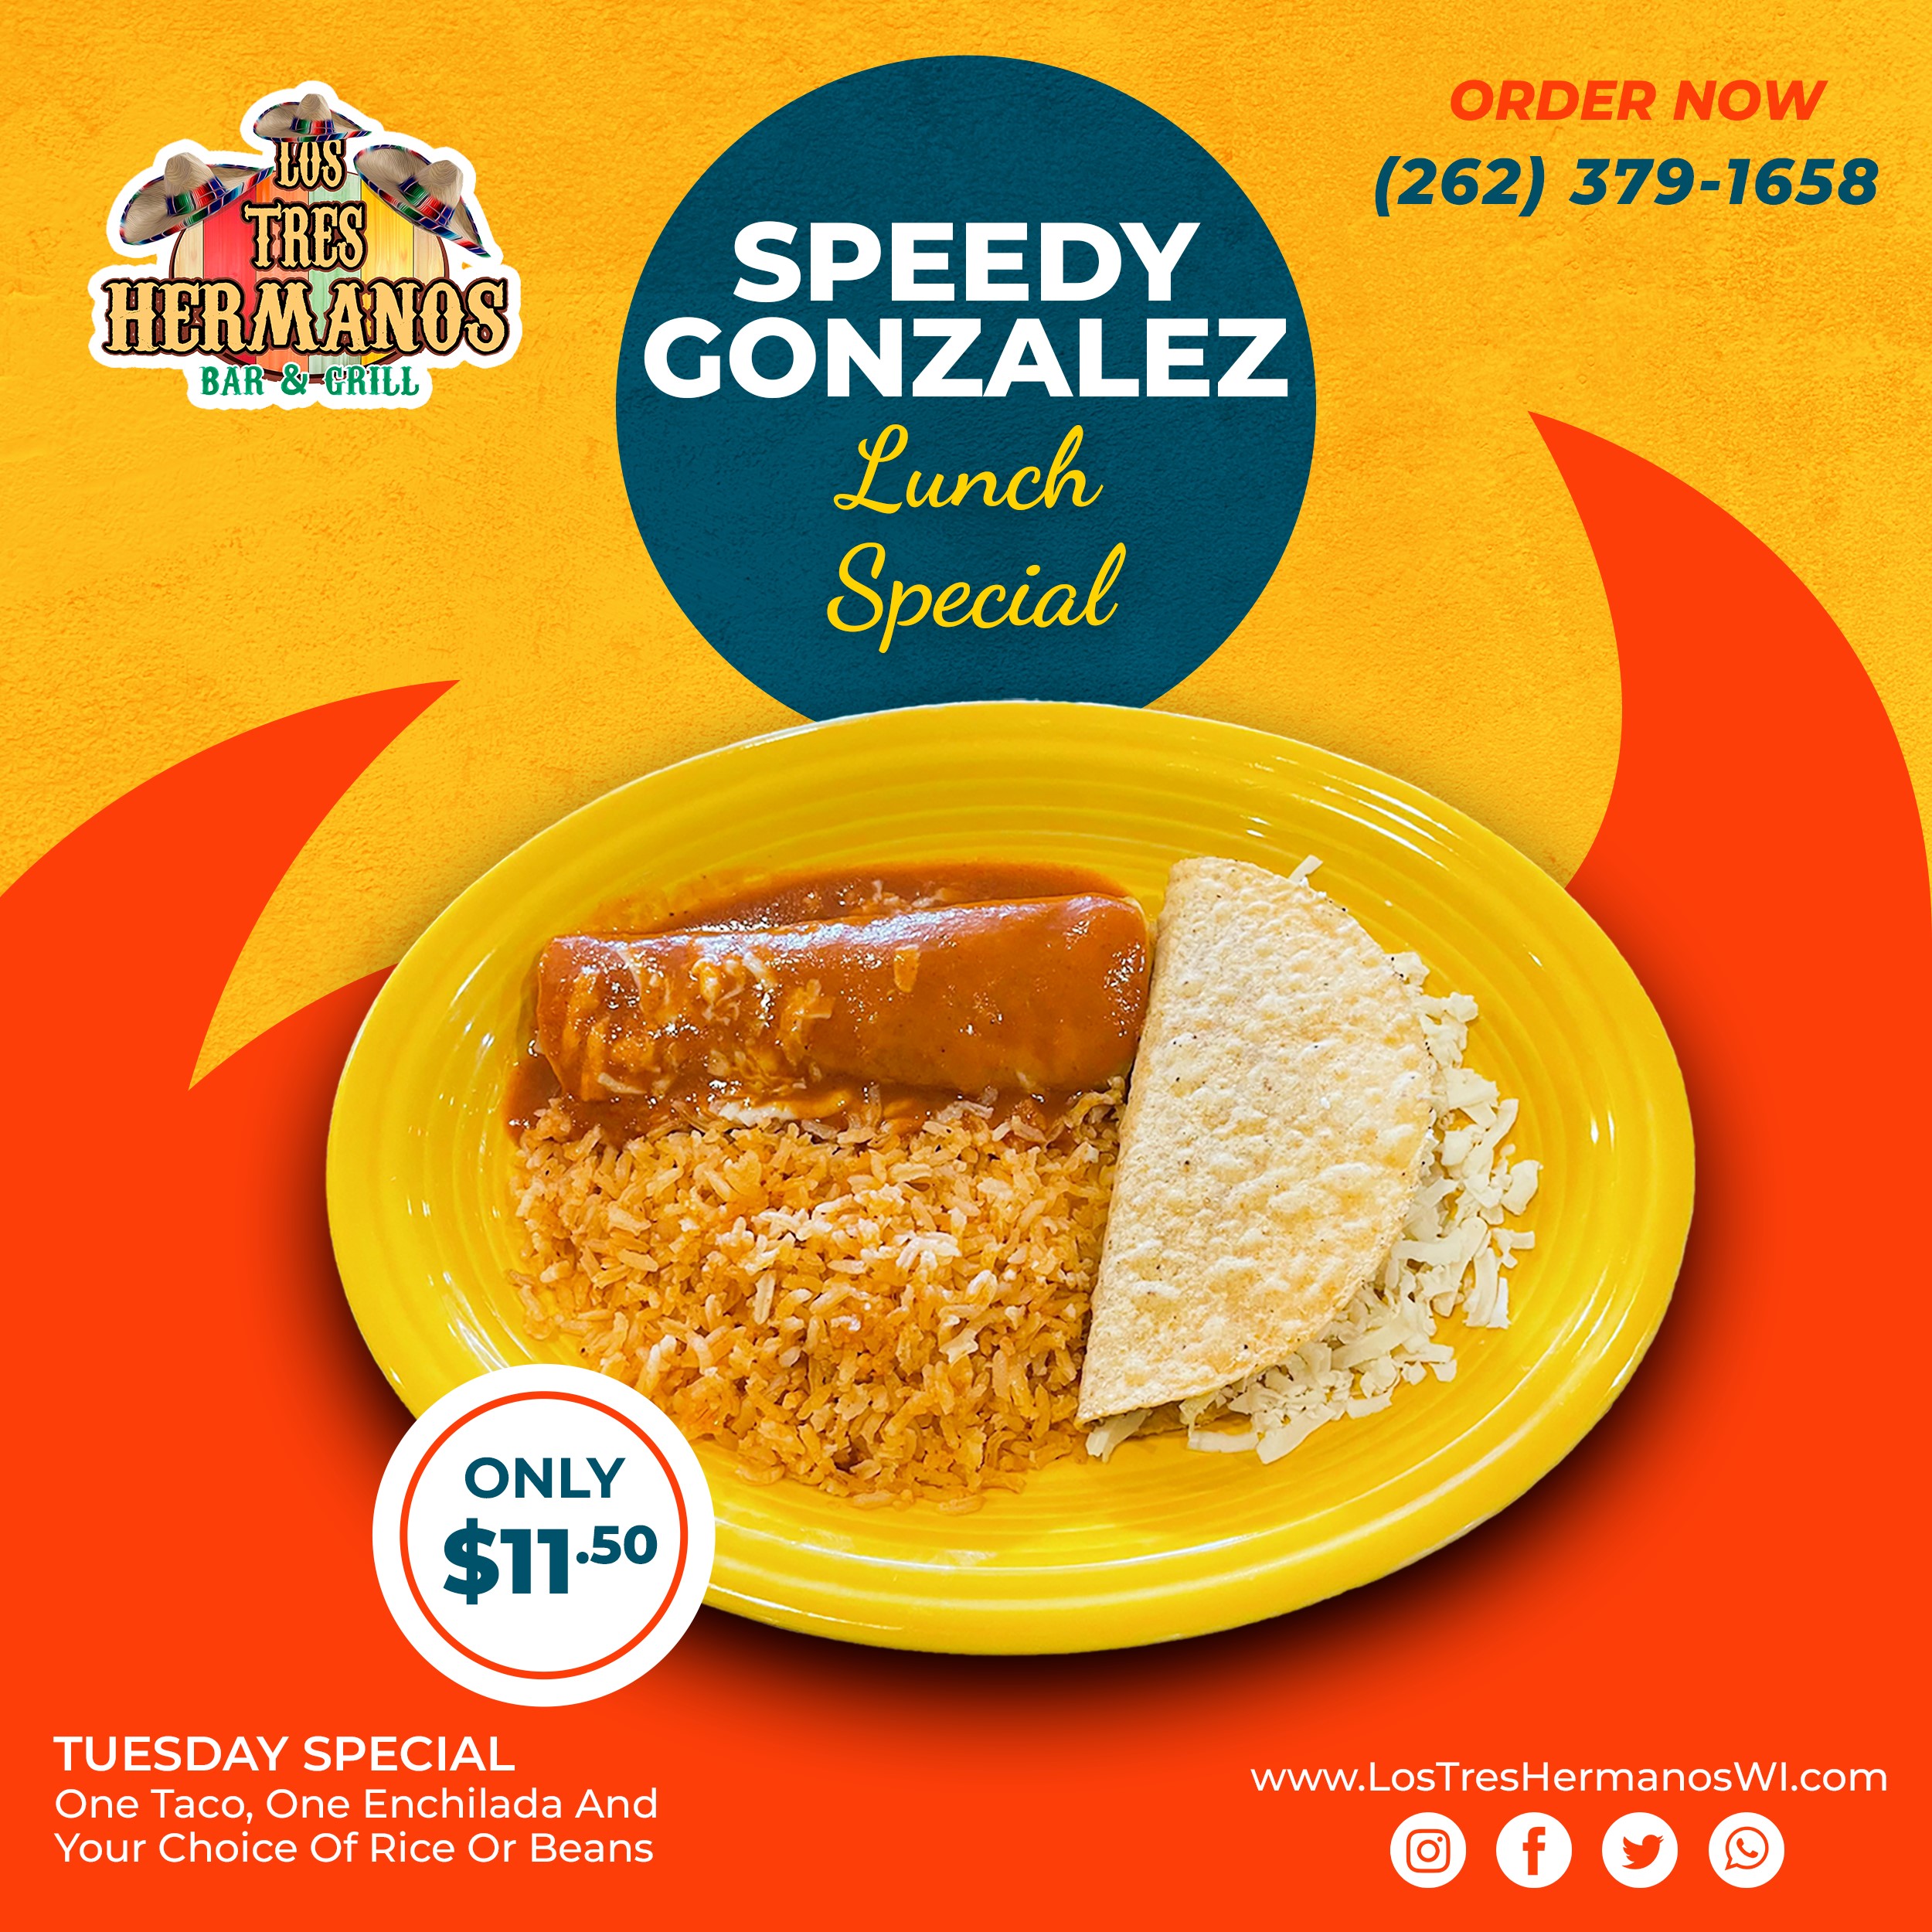 LOS
TRES
HERMANOS
BAR & GRILL
SPEEDY
GONZALEZ
Lunch
Special
ORDER NOW
(262) 379-1658
ONLY
$11.50
TUESDAY SPECIAL
One Taco, One Enchilada And
Your Choice Of Rice Or Beans
www.LosTresHermanosWI.com